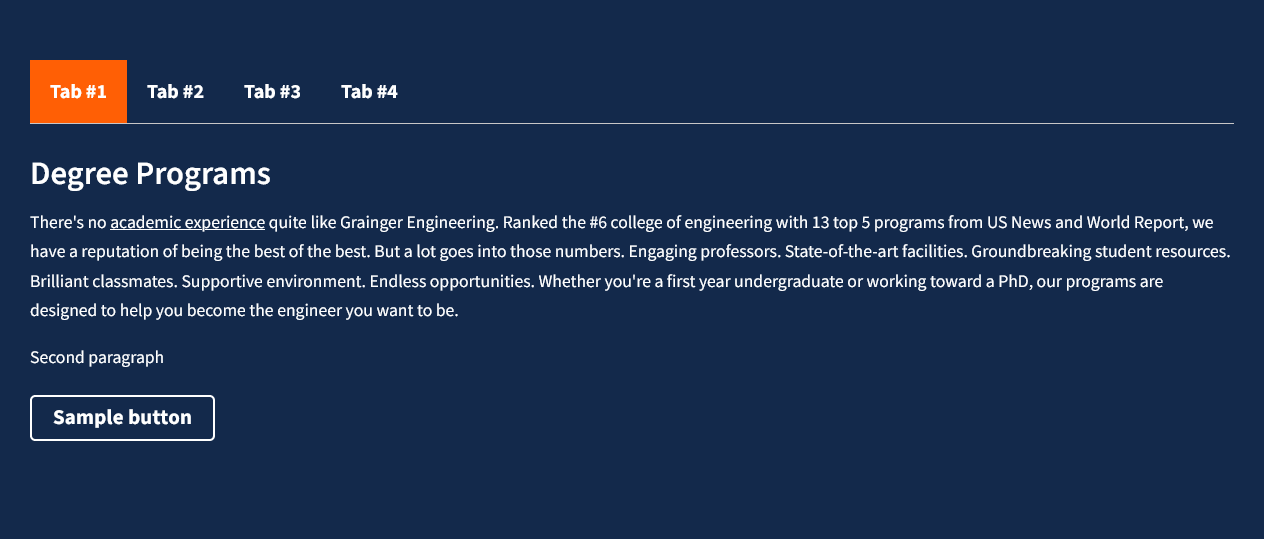 Tab #1 Tab #2 Tab #3 Tab #4
Degree Programs
There's no academic experience quite like Grainger Engineering. Ranked the #6 college of engineering with 13 top 5 programs from US News and World Report, we
have a reputation of being the best of the best. But a lot goes into those numbers. Engaging professors. State-of-the-art facilities. Groundbreaking student resources.
Brilliant classmates. Supportive environment. Endless opportunities. Whether you're a first year undergraduate or working toward a PhD, our programs are
designed to help you become the engineer you want to be.
Second paragraph
Sample button